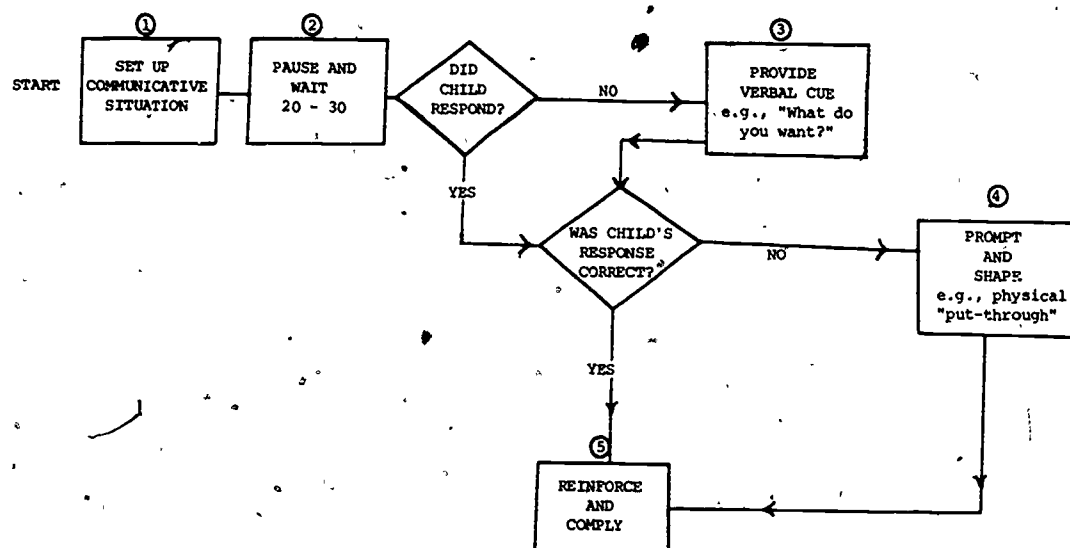 ①
START
SET UP
COMMUNICATIVE
SITUATION
②
PAUSE AND
WAIT
20 - 30
DID
CHILD
RESPOND?
NO
③
PROVIDE
VERBAL CUE
e.g., "What do
you want?"
YES
WAS CHILD'S
RESPONSE
CORRECT?
NO
④
PROMPT
AND
SHAPE
e.g., physical
"put-through"
YES
⑤
REINFORCE
AND
COMPLY